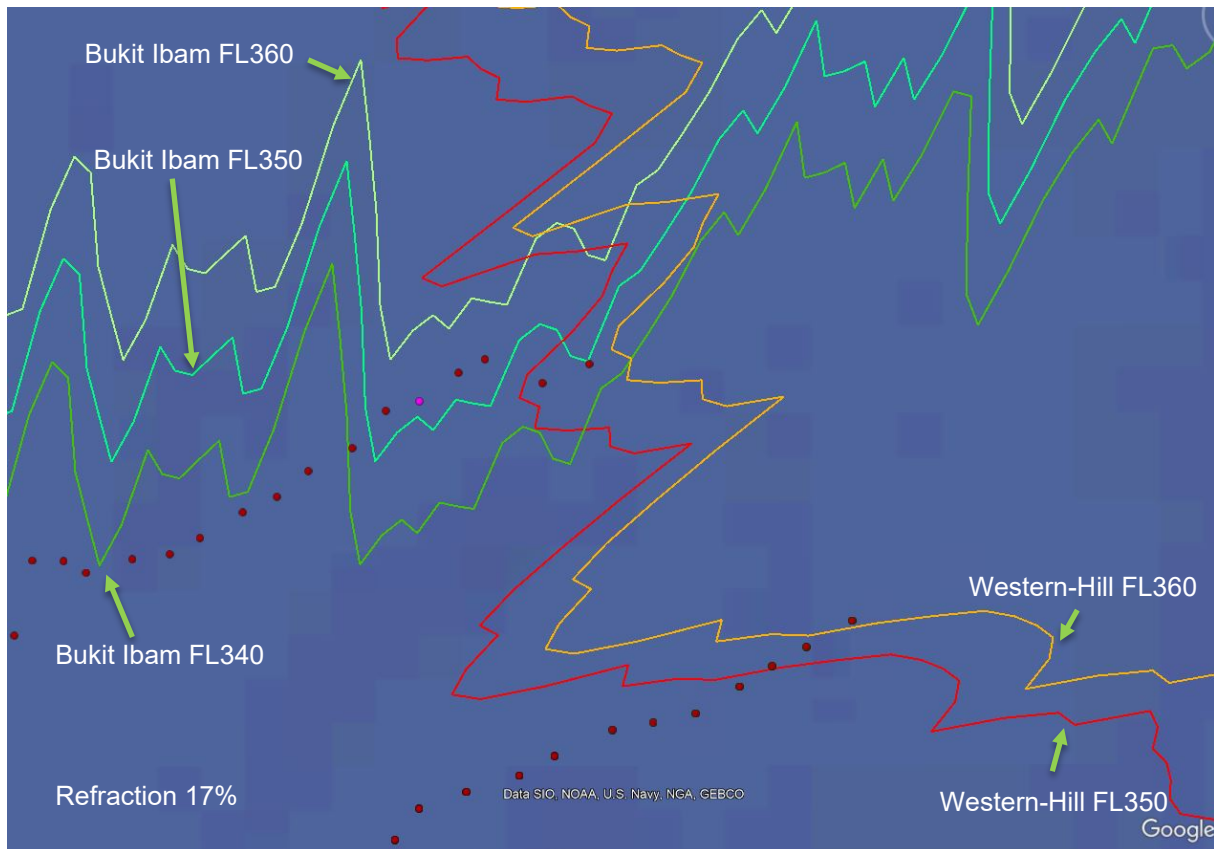 Bukit Ibam FL360
Bukit Ibam FL350
Western-Hill FL360
Bukit Ibam FL340
Refraction 17%
Data SIO, NOAA, U.S. Navy, NGA, GEBCO
Western-Hill FL350
Google